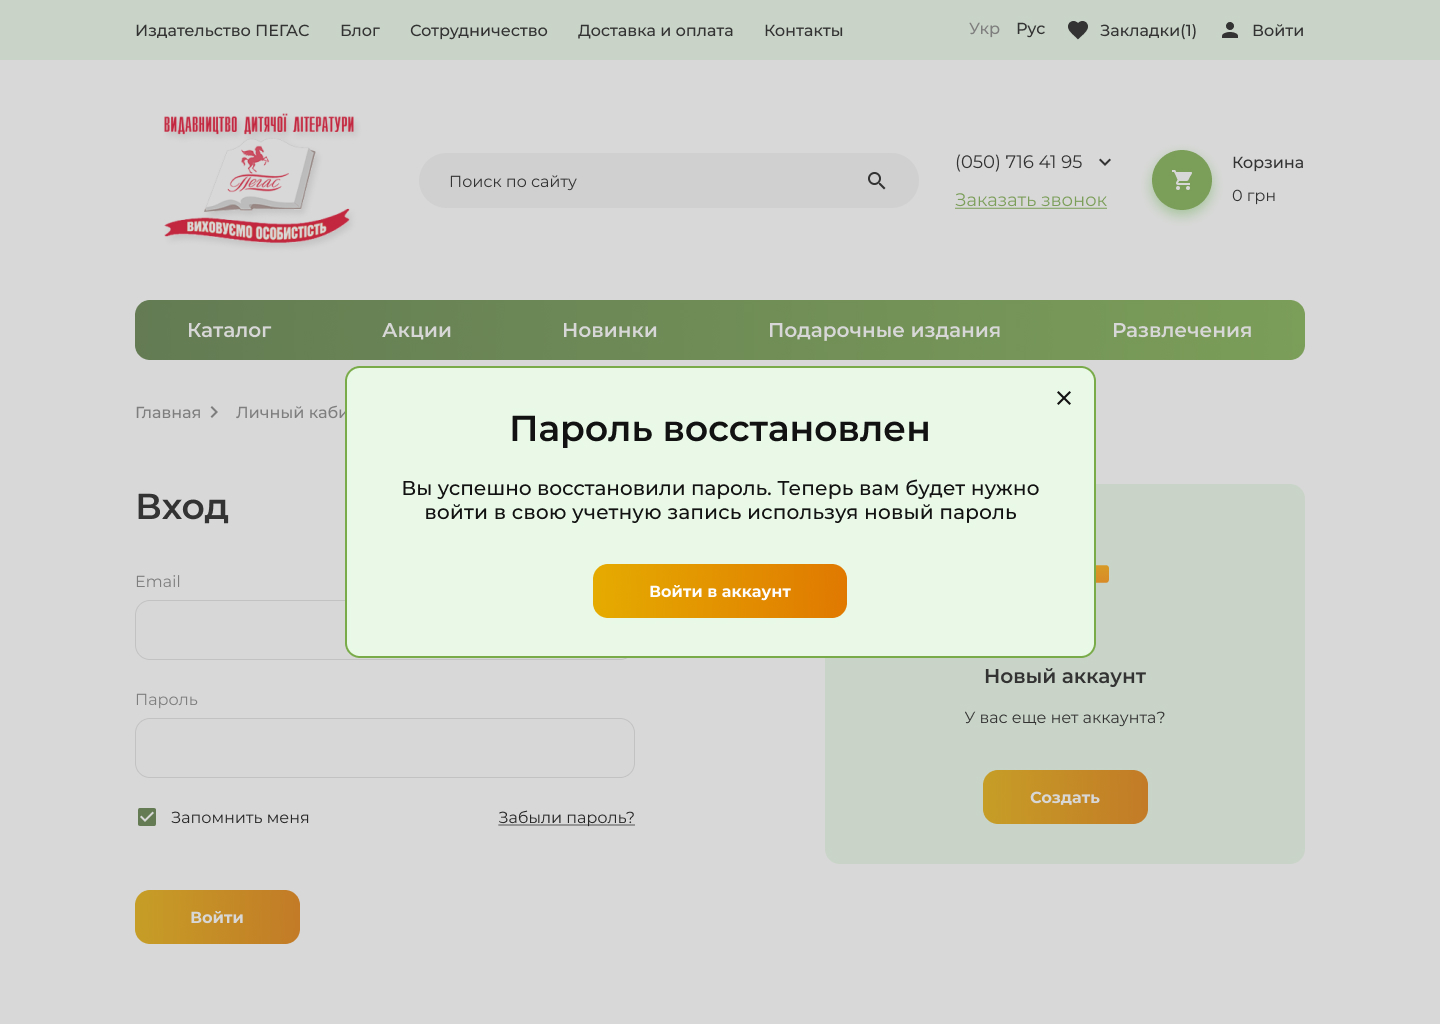 Издательство ПЕГАС
Блог
Сотрудничество
Доставка и оплата
Контакты
Укр
Рус
Закладки(1)
Войти
ВИДАВНИЦТВО ДИТЯЧОЇ ЛІТЕРАТУРИ
Пегас
ВИХОВУЄМО ОСОБИСТІСТЬ
Поиск по сайту
(050) 716 41 95
Заказать звонок
Корзина
0 грн
Каталог
Акции
Новинки
Подарочные издания
Развлечения
Главная
Личный каби
Пароль восстановлен
Вы успешно восстановили пароль. Теперь вам будет нужно
войти в свою учетную запись используя новый пароль
Войти в аккаунт
Вход
Email
Пароль
Запомнить меня
Забыли пароль?
Войти
Новый аккаунт
У вас еще нет аккаунта?
Создать